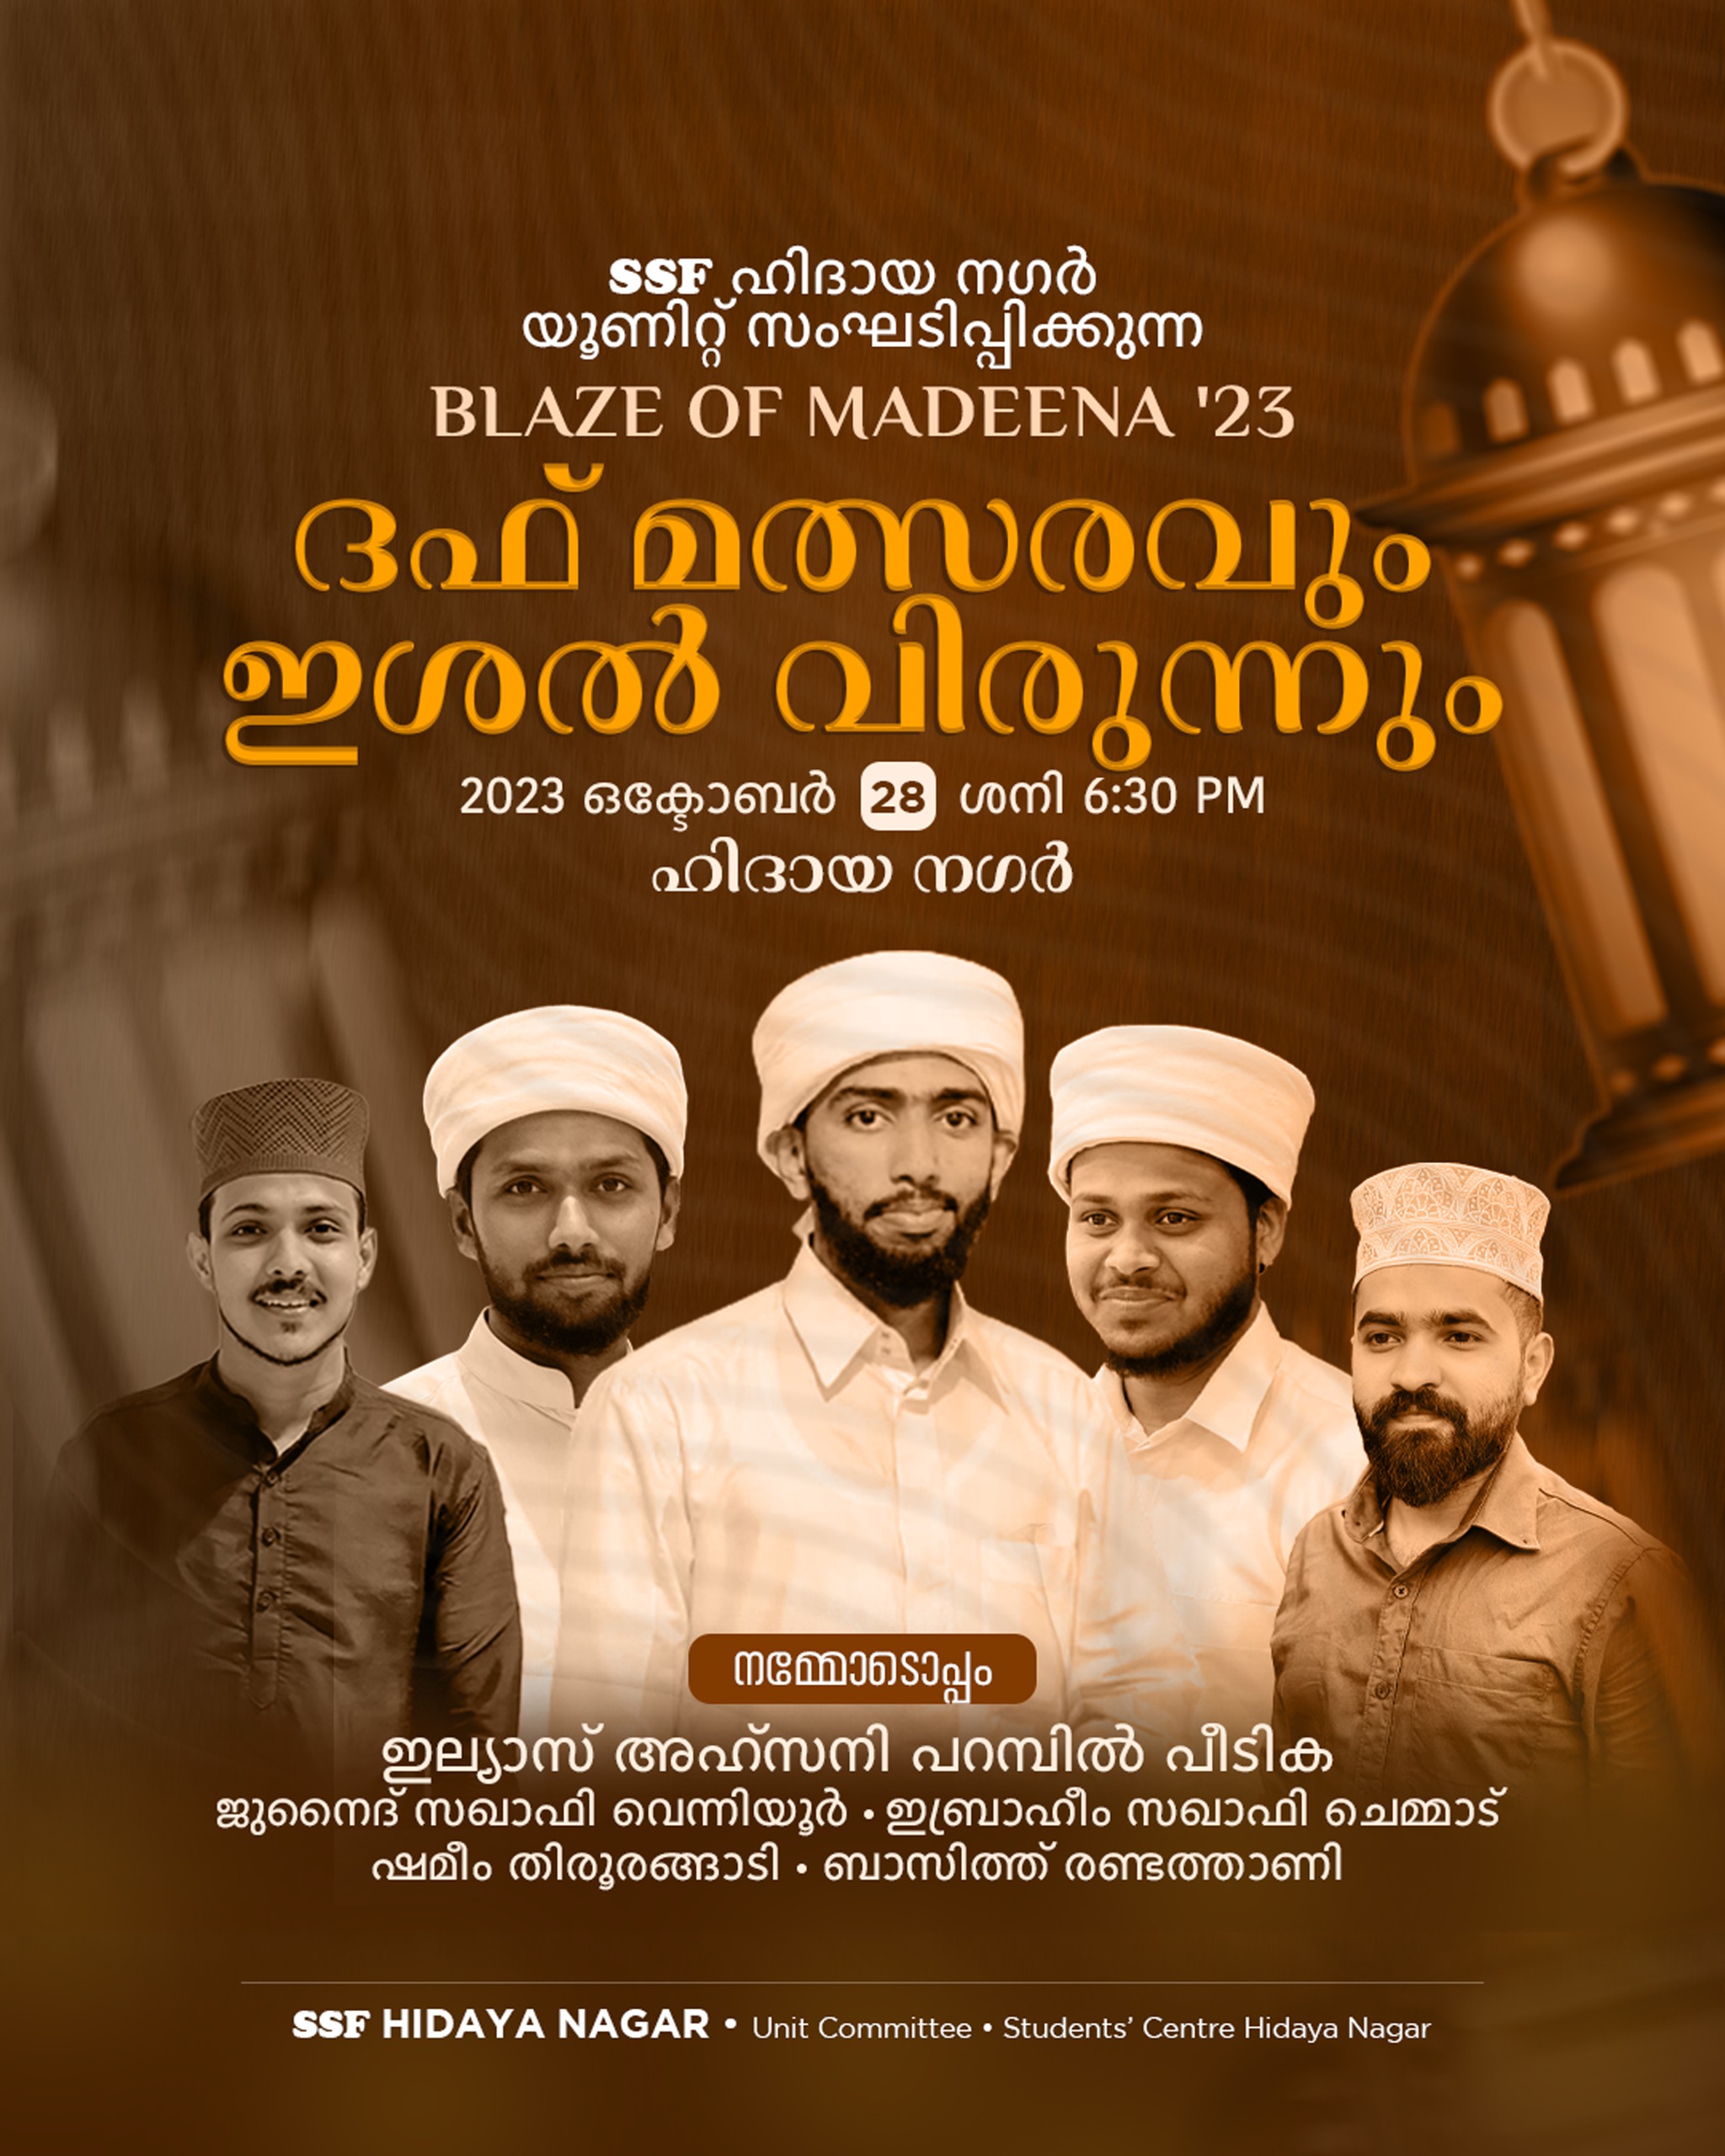 SSF ഹിദായ നഗർ
യൂണിറ്റ് സംഘടിപ്പിക്കുന്ന
BLAZE OF MADEENA '23
ദഫ് മത്സരവും
ഇശൽ വിരുന്നും
2023 ഒക്ടോബർ 28 ശനി 6:30 PM
ഹിദായ നഗർ
നമ്മോടൊപ്പം
ഇല്യാസ് അഹ്സനി പറമ്പിൽ പീടിക
ജുനൈദ് സഖാഫി വെന്നിയൂർ • ഇബ്രാഹീം സഖാഫി ചെമ്മാട്
ഷമീം തിരൂരങ്ങാടി • ബാസിത്ത് രണ്ടത്താണി
SSF HIDAYA NAGAR • Unit Committee • Students’ Centre Hidaya Nagar